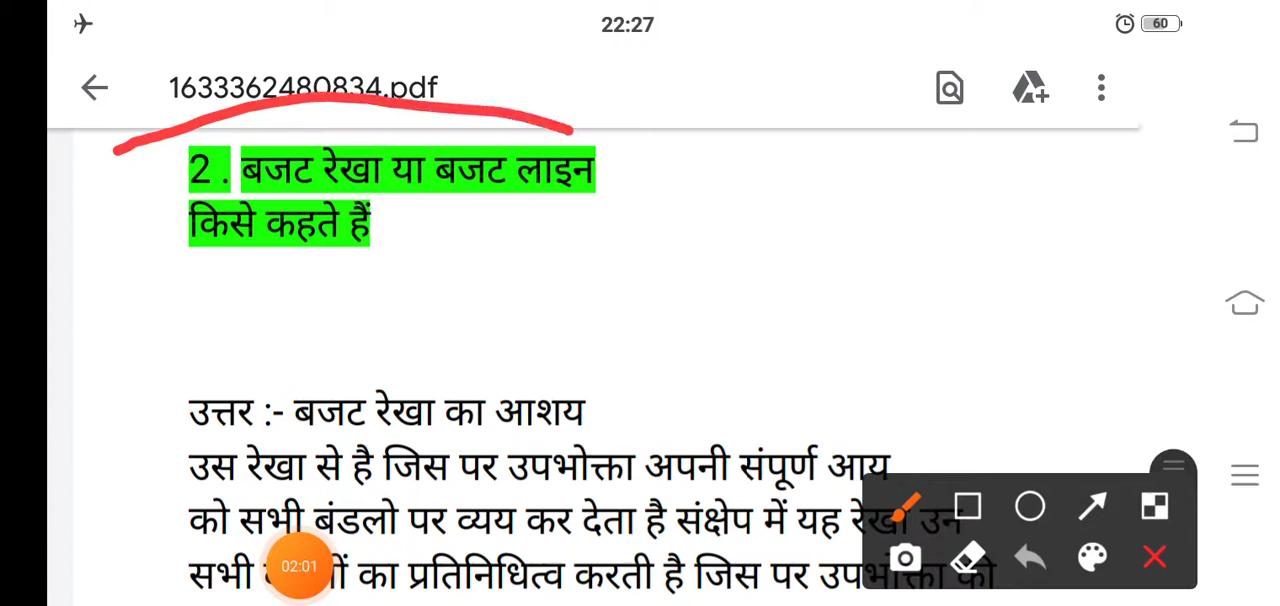 22:27
60
1633362480834.pdf
2 . बजट रेखा या बजट लाइन
किसे कहते हैं
उत्तर :- बजट रेखा का आशय
उस रेखा से है जिस पर उपभोक्ता अपनी संपूर्ण आय
को सभी बंडलो पर व्यय कर देता है संक्षेप में यह रेखा उन
सभी का प्रतिनिधित्व करती है जिस पर उपभोक्ता को
02:01